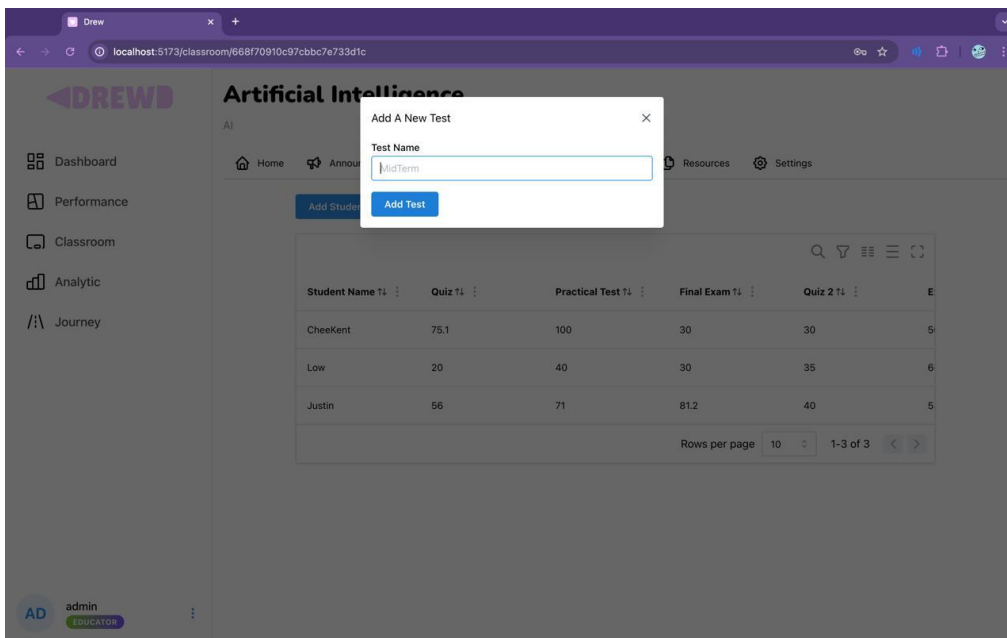 Drew
localhost:5173/classroom/668f70910c97cbbc7e733d1c
DREWD
Artificial Intelligence
AI
Add A New Test
Test Name
MidTerm
Add Test
Dashboard
Performance
Classroom
Analytic
Journey
Home
Resources
Settings
Student Name Quiz Practical Test Final Exam Quiz 2
CheeKent 75.1 100 30 30
Low 20 40 30 35
Justin 56 71 81.2 40
Rows per page 10 1-3 of 3
AD
admin
EDUCATOR